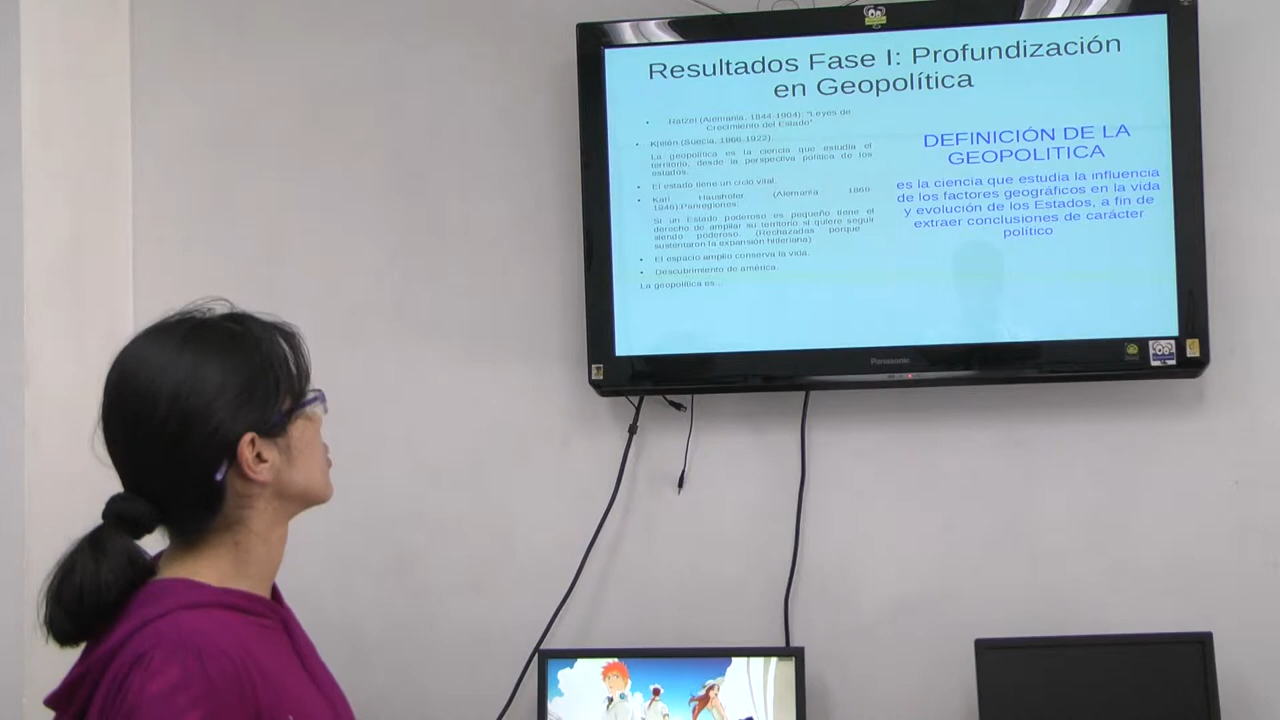 Resultados Fase I: Profundización
en Geopolítica
• Ratzel (Alemania, 1844-1904): "Leyes de
Crecimiento del Estado"
• Kjelén (Suecia, 1866-1922)
La geopolítica es la ciencia que estudia el
territorio, desde la perspectiva política de los
estados.
• El estado tiene un ciclo vital.
• Karl Haushofer (Alemania 1869-
1946):Panregiones:
Si un Estado poderoso es pequeño tiene el
derecho de ampliar su territorio si quiere seguir
siendo poderoso. (Rechazadas porque
sustentaron la expansión hitleriana)
• El espacio amplio conserva la vida.
• Descubrimiento de américa.
La geopolítica es...
DEFINICIÓN DE LA
GEOPOLITICA
es la ciencia que estudia la influencia
de los factores geográficos en la vida
y evolución de los Estados, a fin de
extraer conclusiones de carácter
político
Panasonic